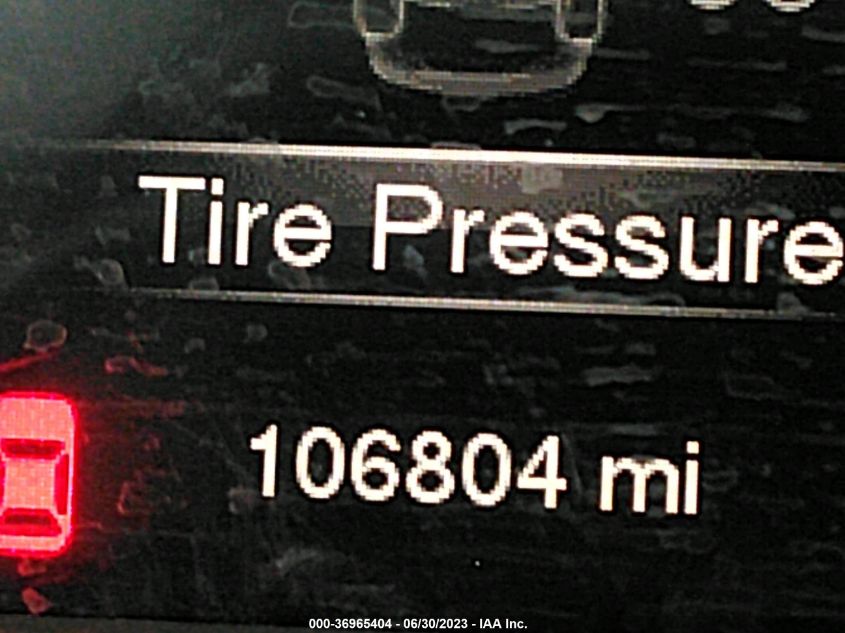 Tire Pressure
106804 mi
000-36965404 - 06/30/2023 - IAA Inc.